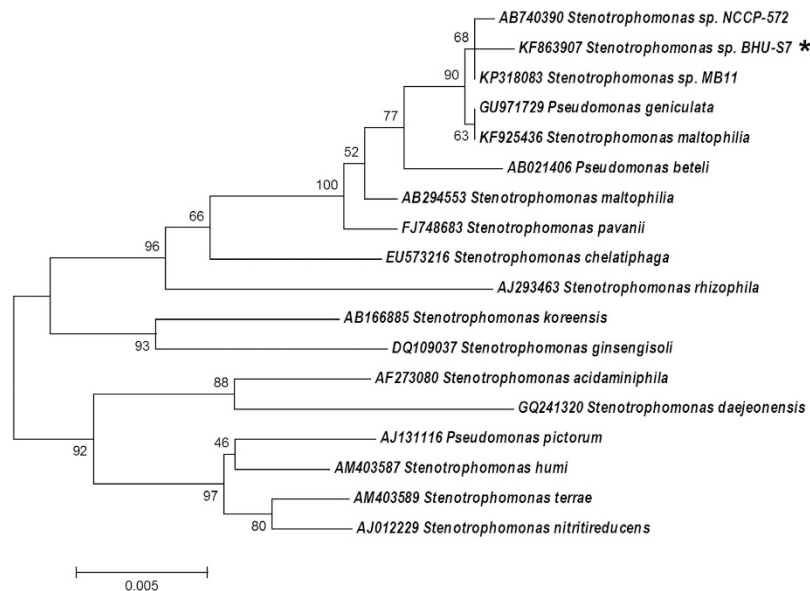 AB740390 Stenotrophomonas sp. NCCP-572
68
KF863907 Stenotrophomonas sp. BHU-S7 *
90
KP318083 Stenotrophomonas sp. MB11
GU971729 Pseudomonas geniculata
77
63
KF925436 Stenotrophomonas maltophilia
52
AB021406 Pseudomonas beteli
100
AB294553 Stenotrophomonas maltophilia
66
FJ748683 Stenotrophomonas pavanii
96
EU573216 Stenotrophomonas chelatiphaga
AJ293463 Stenotrophomonas rhizophila
AB166885 Stenotrophomonas koreensis
93
DQ109037 Stenotrophomonas ginsengisoli
88
AF273080 Stenotrophomonas acidaminiphila
GQ241320 Stenotrophomonas daejeonensis
92
46
AJ131116 Pseudomonas pictorum
AM403587 Stenotrophomonas humi
97
AM403589 Stenotrophomonas terrae
80
AJ012229 Stenotrophomonas nitritireducens
0.005